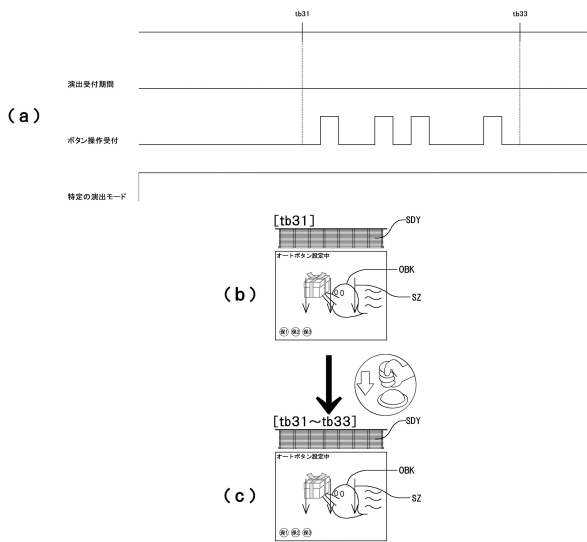 tb31
tb33
演出受付期間
(a)
ボタン操作受付
特定の演出モード
[tb31]
SDY
オートボタン設定中
OBK
(b)
SZ
保1 保2 保3
[tb31～tb33]
SDY
オートボタン設定中
OBK
(c)
SZ
保1 保2 保3